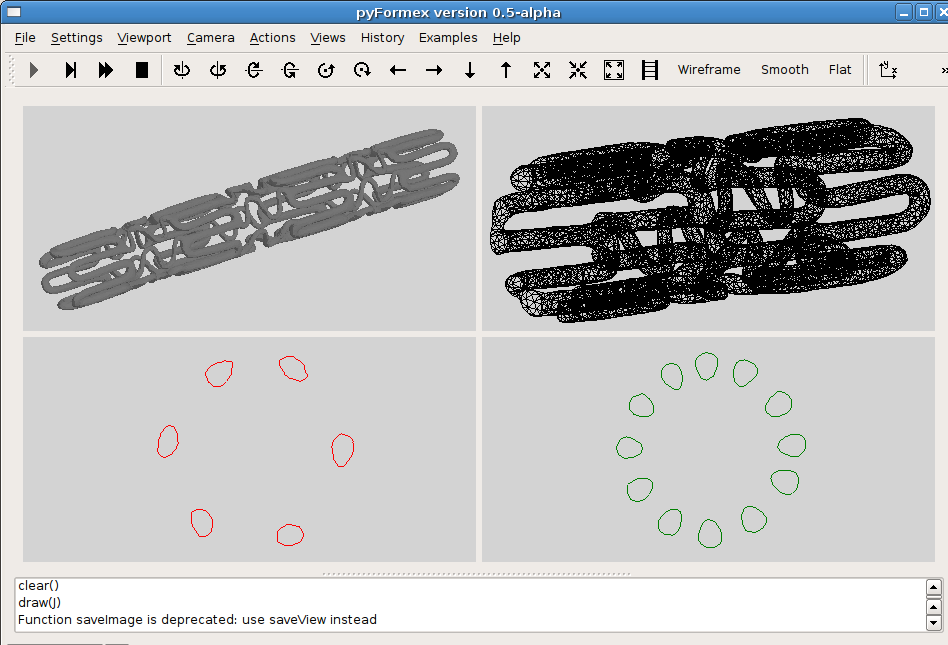 pyFormex version 0.5-alpha
File Settings Viewport Camera Actions Views History Examples Help
Wireframe Smooth Flat
clear()
draw(J)
Function saveImage is deprecated: use saveView instead